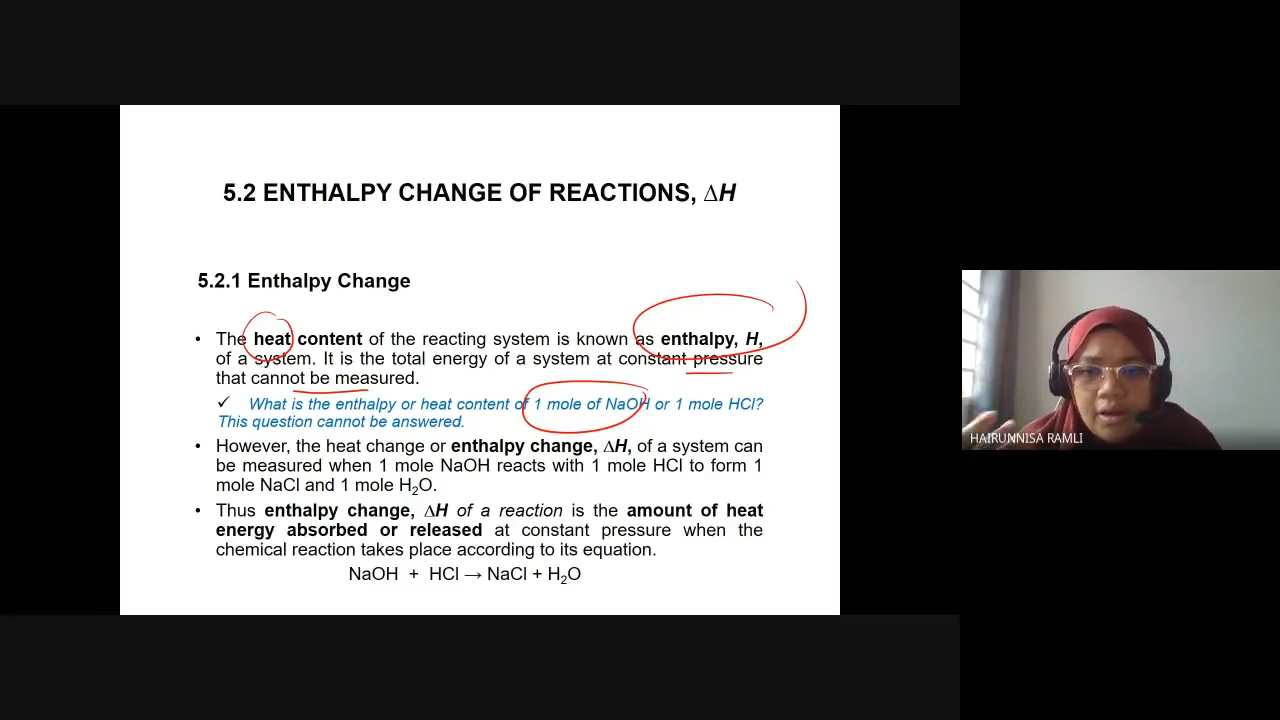 5.2 ENTHALPY CHANGE OF REACTIONS, ∆H
5.2.1 Enthalpy Change
• The heat content of the reacting system is known as enthalpy, H,
of a system. It is the total energy of a system at constant pressure
that cannot be measured.
✓ What is the enthalpy or heat content of 1 mole of NaOH or 1 mole HCl?
This question cannot be answered.
• However, the heat change or enthalpy change, ∆H, of a system can
be measured when 1 mole NaOH reacts with 1 mole HCl to form 1
mole NaCl and 1 mole H₂O.
• Thus enthalpy change, ∆H of a reaction is the amount of heat
energy absorbed or released at constant pressure when the
chemical reaction takes place according to its equation.
NaOH + HCl → NaCl + H₂O
HAIRUNNISA RAMLI